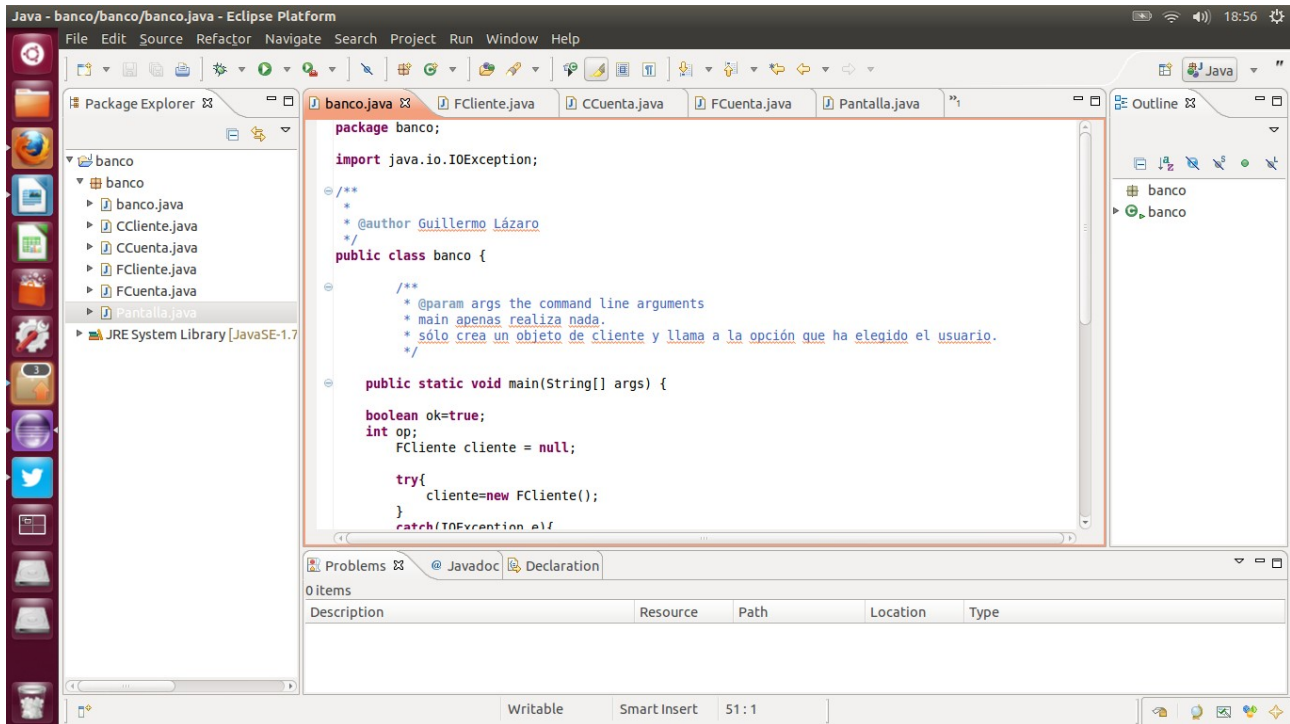 Java - banco/banco/banco.java - Eclipse Platform
18:56
File Edit Source Refactor Navigate Search Project Run Window Help
Java
Package Explorer
banco
banco
banco.java
CCliente.java
CCuenta.java
FCliente.java
FCuenta.java
Pantalla.java
JRE System Library [JavaSE-1.7
3
banco.java
FCliente.java
CCuenta.java
FCuenta.java
Pantalla.java
»1
package banco;
import java.io.IOException;
/**
*
* @author Guillermo Lázaro
*/
public class banco {
/**
* @param args the command line arguments
* main apenas realiza nada.
* sólo crea un objeto de cliente y llama a la opción que ha elegido el usuario.
*/
public static void main(String[] args) {
boolean ok=true;
int op;
FCliente cliente = null;
try{
cliente=new FCliente();
}
catch(IOException e){
Outline
banco
banco
Problems
@ Javadoc
Declaration
0 items
Description Resource Path Location Type
Writable Smart Insert 51 : 1